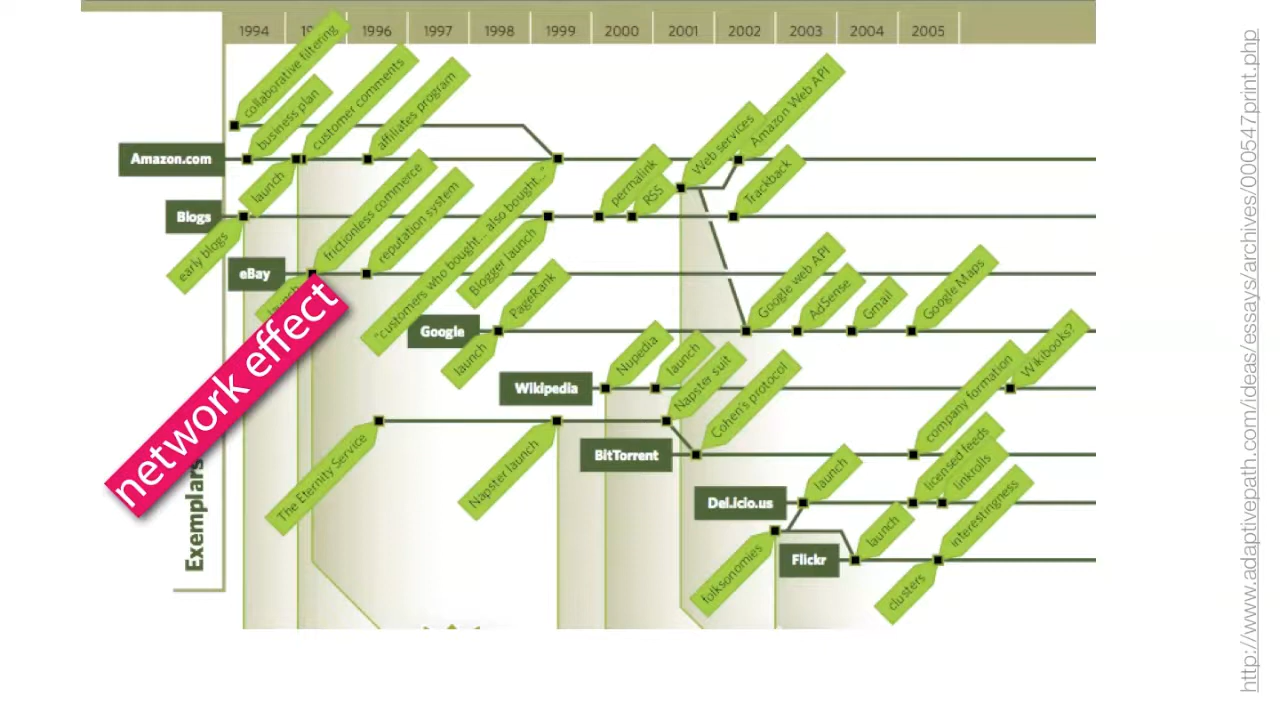 1994
1996
1997
1998
1999
2000
2001
2002
2003
2004
2005
collaborative filtering
business plan
customer comments
affiliates program
Amazon.com
launch
Web services
Amazon Web API
permalink
RSS
Trackback
Blogs
early blogs
frictionless commerce
reputation system
"customers who bought... also bought..."
Blogger launch
eBay
launch
network effect
PageRank
Google
launch
Google web API
AdSense
Gmail
Google Maps
Nupedia
launch
Wikipedia
Napster suit
Cohen's protocol
company formation
Wikibooks?
The Eternity Service
Napster launch
BitTorrent
launch
licensed feeds
linkrolls
Del.icio.us
folksonomies
Flickr
launch
interestingness
clusters
Exemplars
http://www.adaptivepath.com/ideas/essays/archives/000547print.php